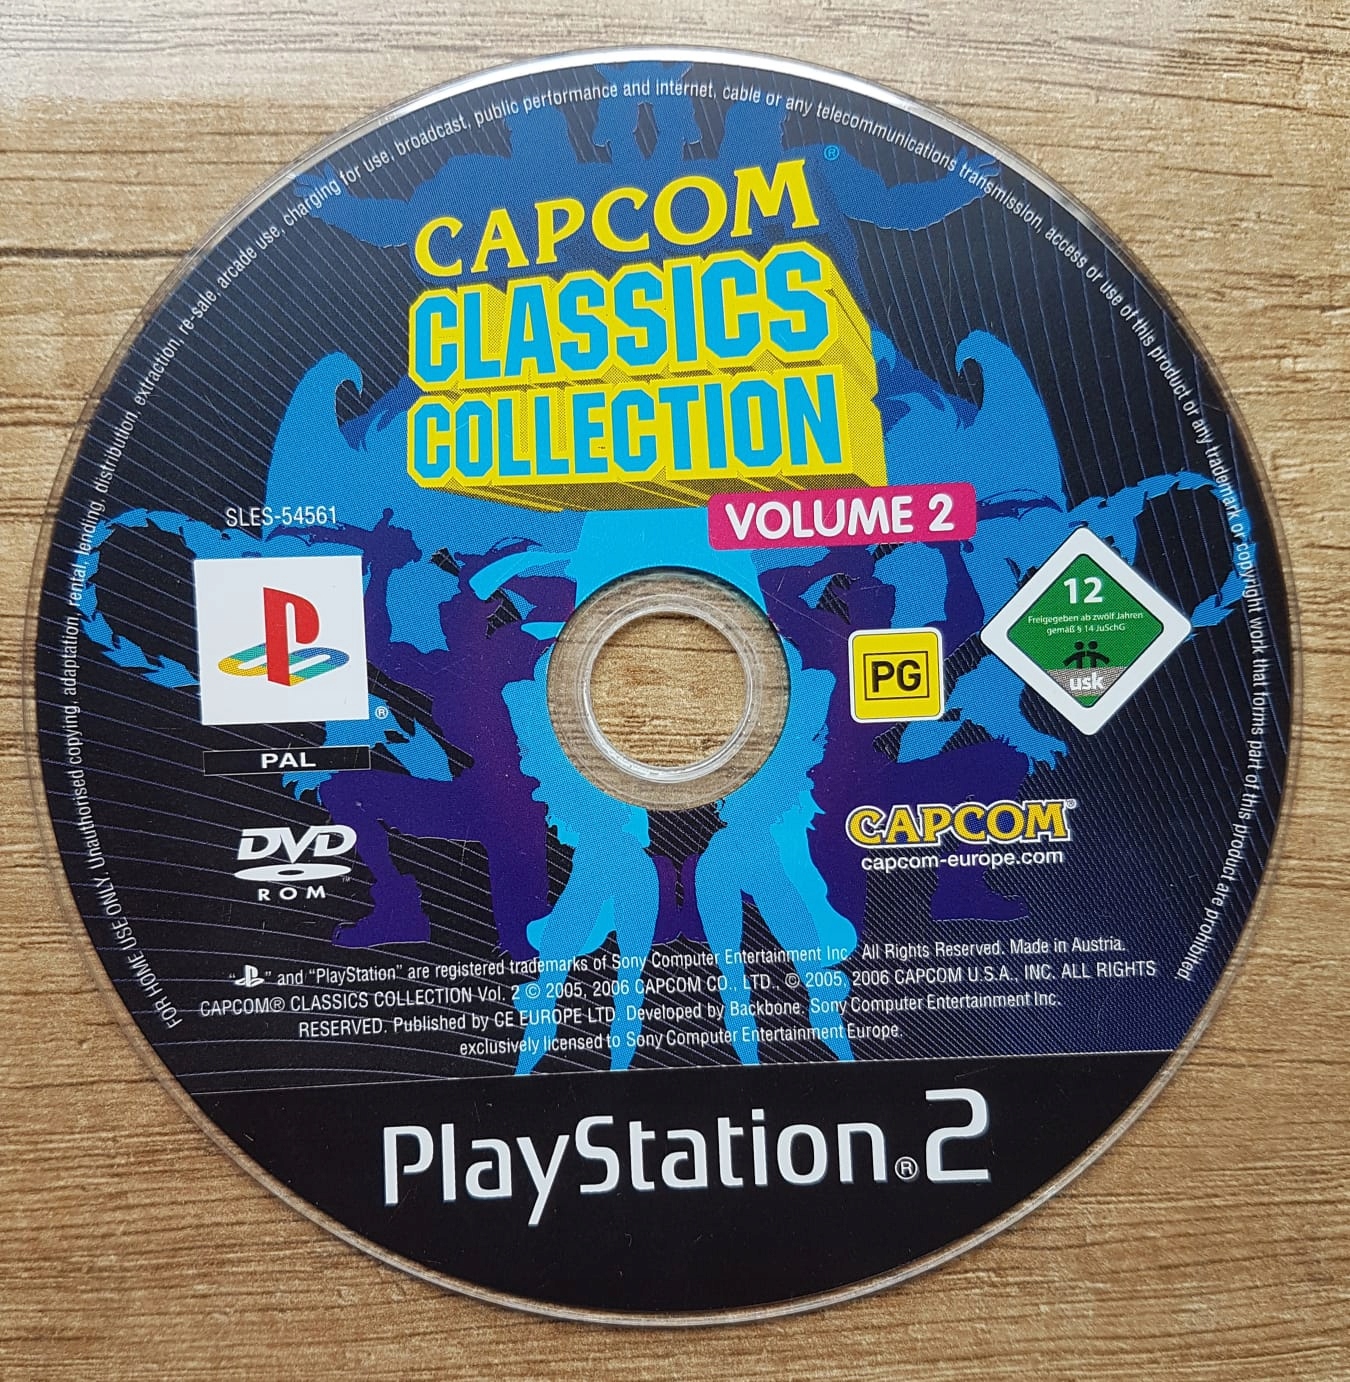 FOR HOME USE ONLY. Unauthorised copying, adaptation, rental, lending, distribution, extraction, re-sale, arcade use, charging for use, broadcast, public performance and internet, cable or any telecommunications transmission, access or use of this product or any trademark or copyright work that forms part of this product are prohibited.
CAPCOM®
CLASSICS
COLLECTION
VOLUME 2
SLES-54561
®
PAL
DVD
ROM™
PG
12
Freigegeben ab zwölf Jahren
gemäß § 14 JuSchG
usk
CAPCOM®
capcom-europe.com
“ ” and “PlayStation” are registered trademarks of Sony Computer Entertainment Inc. All Rights Reserved. Made in Austria.
CAPCOM® CLASSICS COLLECTION Vol. 2 © 2005, 2006 CAPCOM CO., LTD., © 2005, 2006 CAPCOM U.S.A., INC. ALL RIGHTS
RESERVED. Published by CE EUROPE LTD. Developed by Backbone. Sony Computer Entertainment Inc.
exclusively licensed to Sony Computer Entertainment Europe.
PlayStation®2